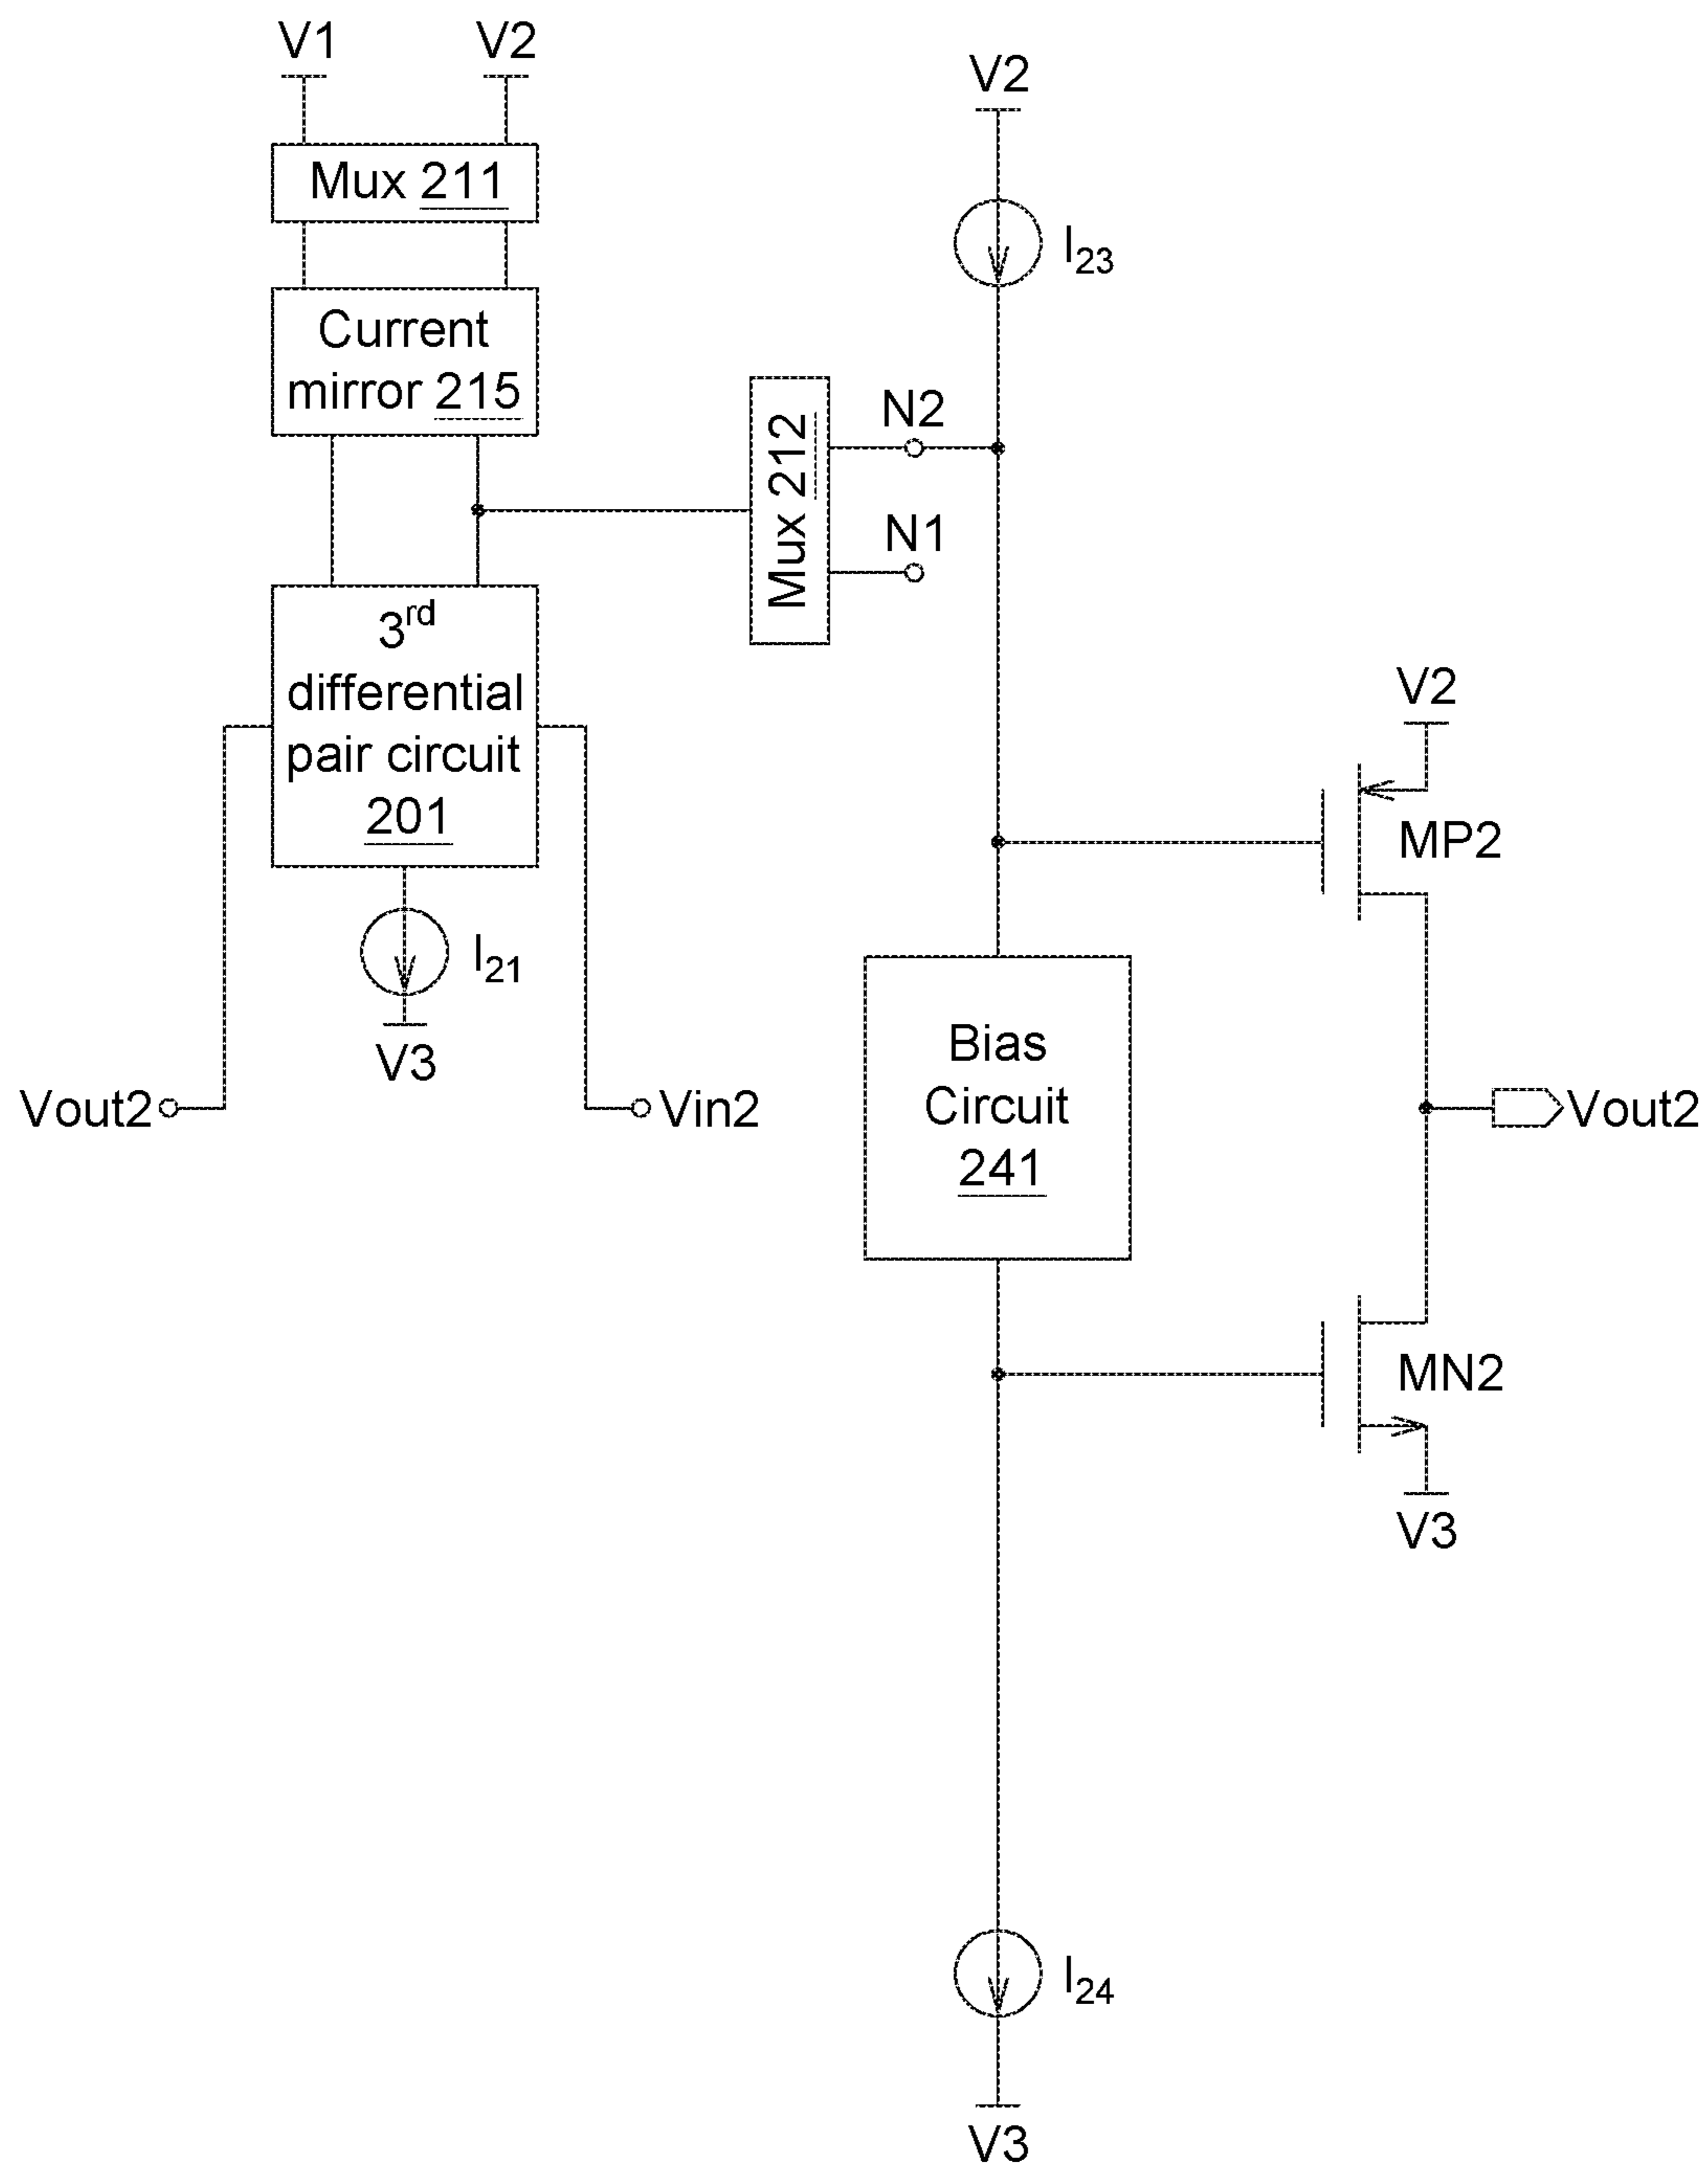 V1
V2
V2
Mux 211
I23
Current
mirror 215
N2
Mux 212
N1
3rd
differential
pair circuit
201
V2
MP2
I21
V3
Bias
Circuit
241
Vout2
Vin2
Vout2
MN2
V3
I24
V3